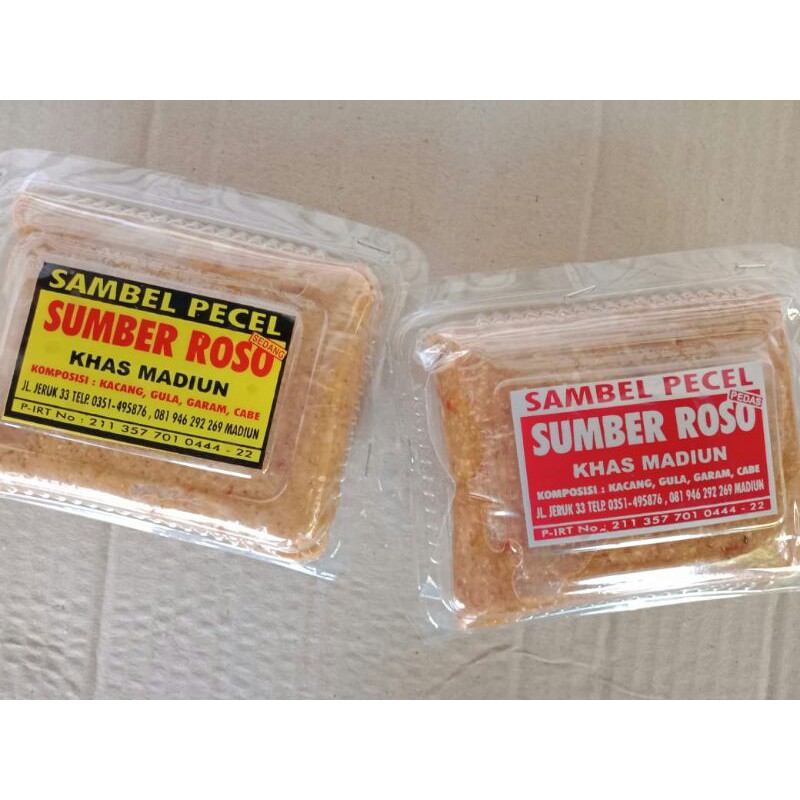 SAMBEL PECEL
SUMBER ROSO
SEDANG
KHAS MADIUN
KOMPOSISI : KACANG, GULA, GARAM, CABE
JL. JERUK 33 TELP. 0351-495876 , 081 946 292 269 MADIUN
P-IRT No : 211 357 701 0444 - 22
SAMBEL PECEL
PEDAS
SUMBER ROSO
KHAS MADIUN
KOMPOSISI : KACANG, GULA, GARAM, CABE
JL. JERUK 33 TELP. 0351-495876 , 081 946 292 269 MADIUN
P-IRT No : 211 357 701 0444 - 22